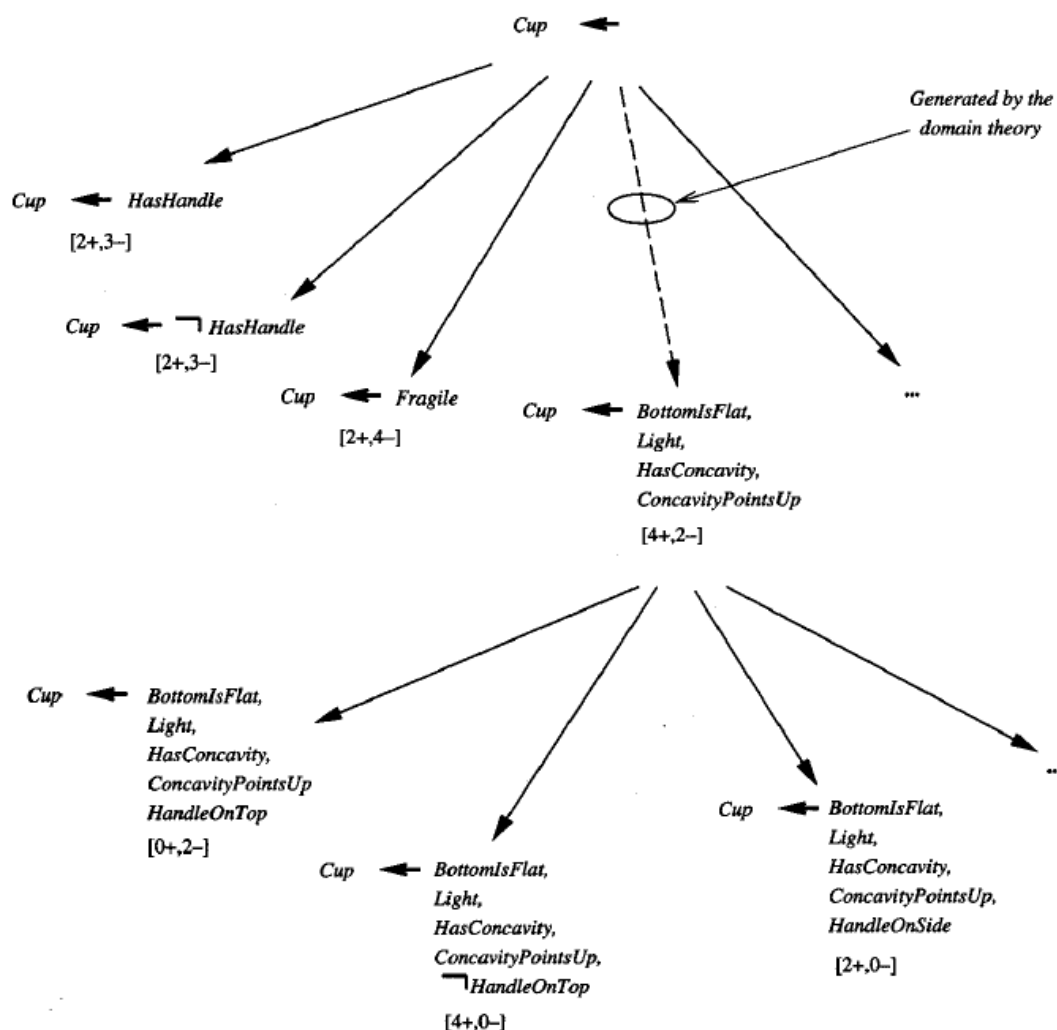 Cup ←
Generated by the
domain theory
Cup ← HasHandle
[2+,3–]
Cup ← ¬ HasHandle
[2+,3–]
Cup ← Fragile
[2+,4–]
...
Cup ← BottomIsFlat,
Light,
HasConcavity,
ConcavityPointsUp
[4+,2–]
Cup ← BottomIsFlat,
Light,
HasConcavity,
ConcavityPointsUp
HandleOnTop
[0+,2–]
Cup ← BottomIsFlat,
Light,
HasConcavity,
ConcavityPointsUp,
¬HandleOnTop
[4+,0–]
Cup ← BottomIsFlat,
Light,
HasConcavity,
ConcavityPointsUp,
HandleOnSide
[2+,0–]
..